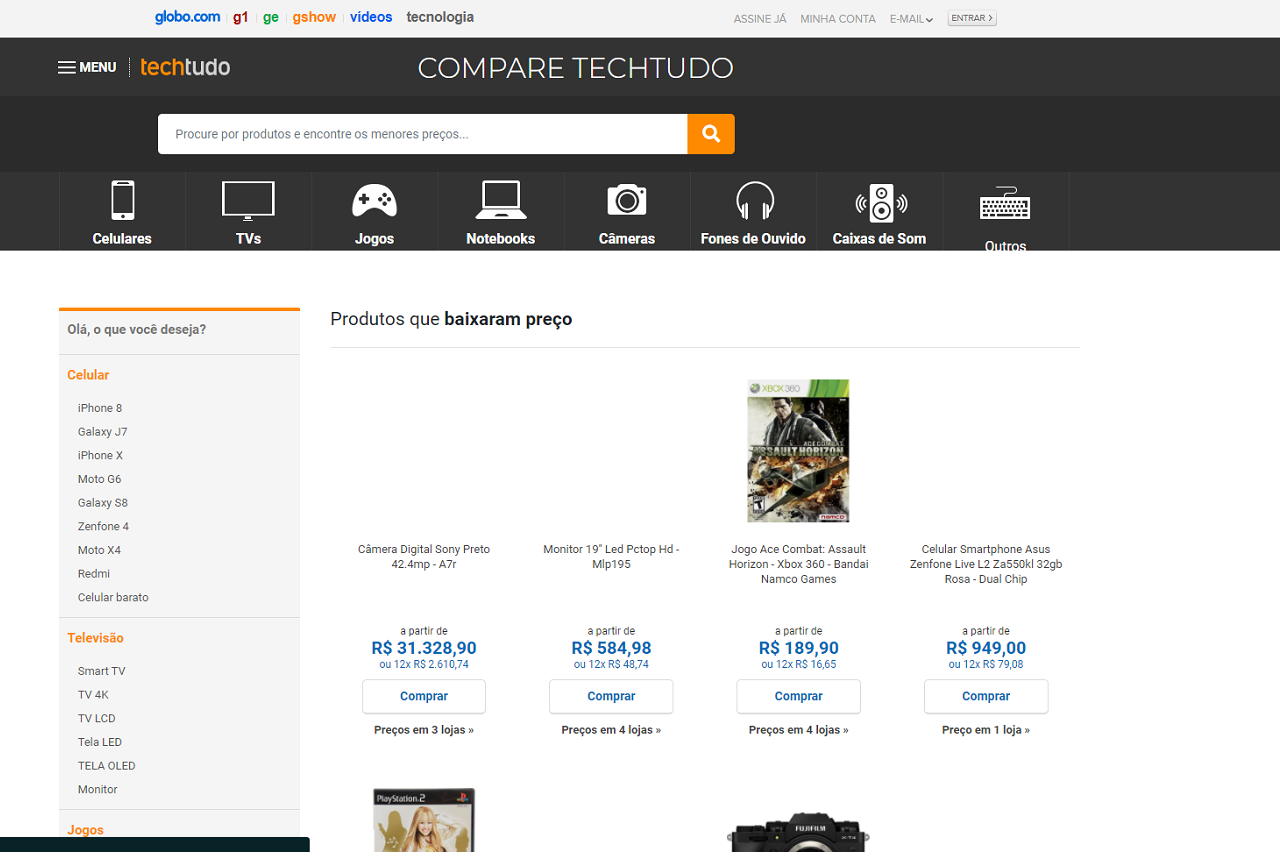 globo.com g1 ge gshow vídeos tecnologia ASSINE JÁ MINHA CONTA E-MAIL ENTRAR
MENU techtudo COMPARE TECHTUDO
Procure por produtos e encontre os menores preços...
Celulares TVs Jogos Notebooks Câmeras Fones de Ouvido Caixas de Som Outros
Olá, o que você deseja?
Celular
iPhone 8
Galaxy J7
iPhone X
Moto G6
Galaxy S8
Zenfone 4
Moto X4
Redmi
Celular barato
Televisão
Smart TV
TV 4K
TV LCD
Tela LED
TELA OLED
Monitor
Jogos
Produtos que baixaram preço
Câmera Digital Sony Preto
42.4mp - A7r
a partir de
R$ 31.328,90
ou 12x R$ 2.610,74
Comprar
Preços em 3 lojas »
Monitor 19" Led Pctop Hd -
Mlp195
a partir de
R$ 584,98
ou 12x R$ 48,74
Comprar
Preços em 4 lojas »
XBOX 360
ACE COMBAT
ASSAULT HORIZON
T
namco
Jogo Ace Combat: Assault
Horizon - Xbox 360 - Bandai
Namco Games
a partir de
R$ 189,90
ou 12x R$ 16,65
Comprar
Preços em 4 lojas »
Celular Smartphone Asus
Zenfone Live L2 Za550kl 32gb
Rosa - Dual Chip
a partir de
R$ 949,00
ou 12x R$ 79,08
Comprar
Preço em 1 loja »
PlayStation 2
FUJIFILM
X-T4